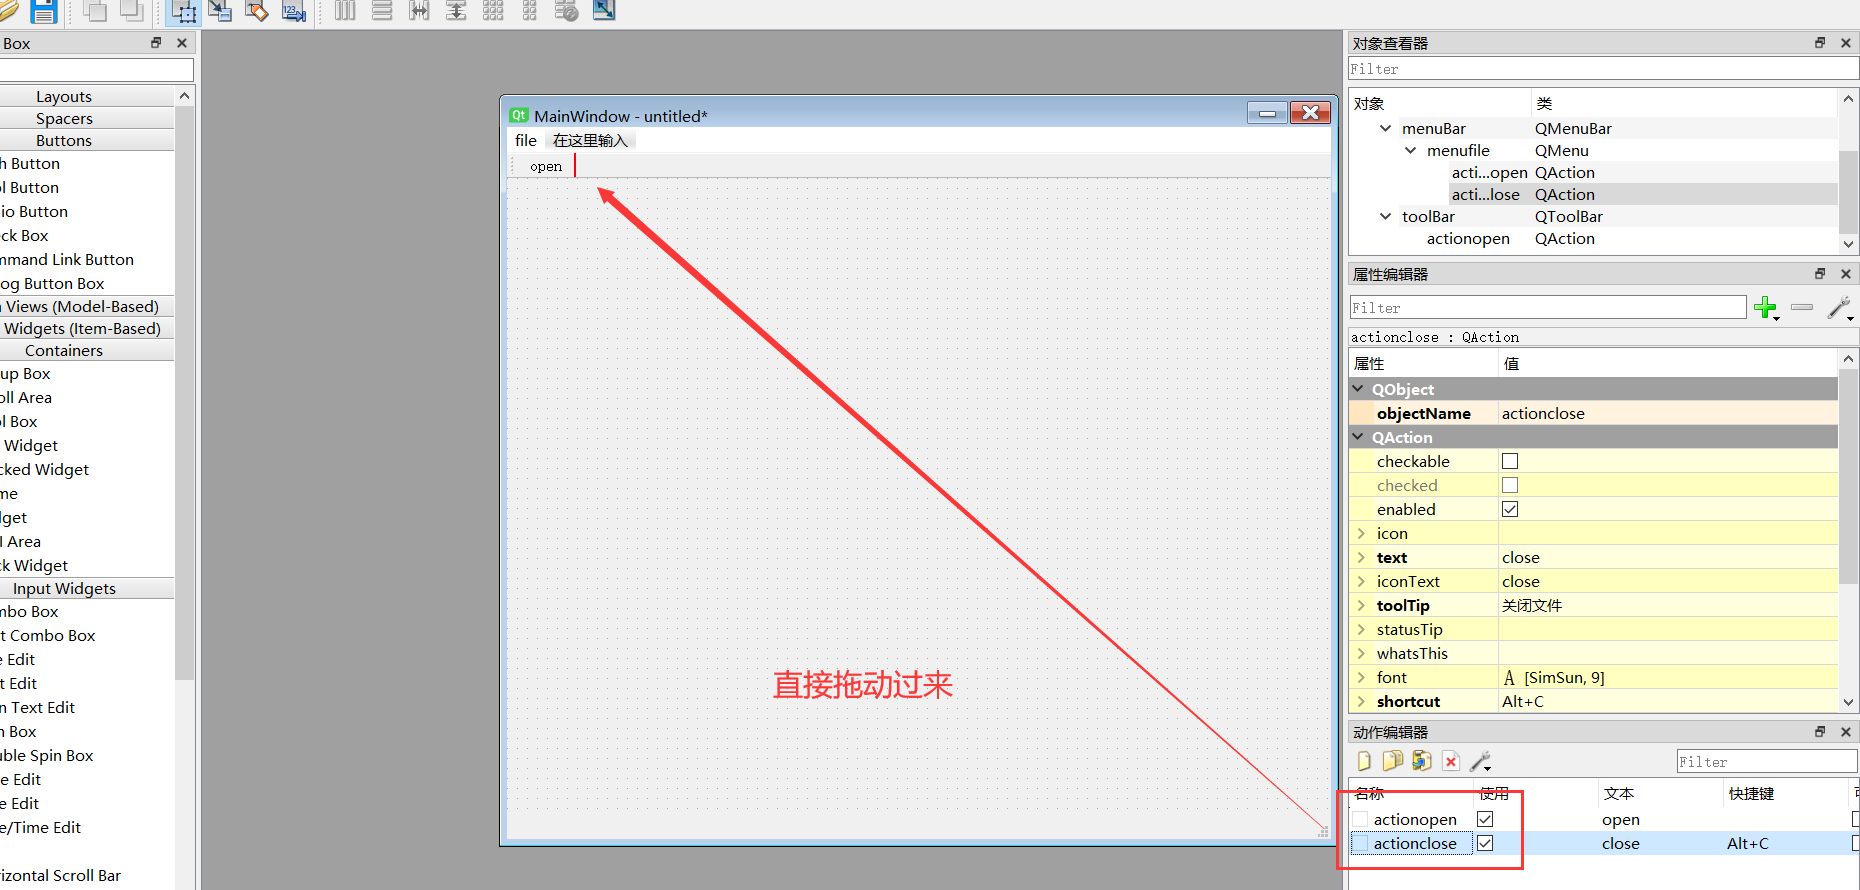 Box
Layouts
Spacers
Buttons
h Button
l Button
io Button
ck Box
mmand Link Button
og Button Box
Views (Model-Based)
Widgets (Item-Based)
Containers
up Box
oll Area
l Box
Widget
cked Widget
me
lget
I Area
k Widget
Input Widgets
mbo Box
t Combo Box
e Edit
t Edit
n Text Edit
n Box
uble Spin Box
e Edit
e Edit
e/Time Edit
izontal Scroll Bar
Qt MainWindow - untitled*
file 在这里输入
open
直接拖动过来
对象查看器
Filter
对象 类
menuBar QMenuBar
menufile QMenu
acti...open QAction
acti...lose QAction
toolBar QToolBar
actionopen QAction
属性编辑器
Filter
actionclose : QAction
属性 值
QObject
objectName actionclose
QAction
checkable
checked
enabled
icon
text close
iconText close
toolTip 关闭文件
statusTip
whatsThis
font A [SimSun, 9]
shortcut Alt+C
动作编辑器
Filter
名称 使用 文本 快捷键
actionopen open
actionclose close Alt+C